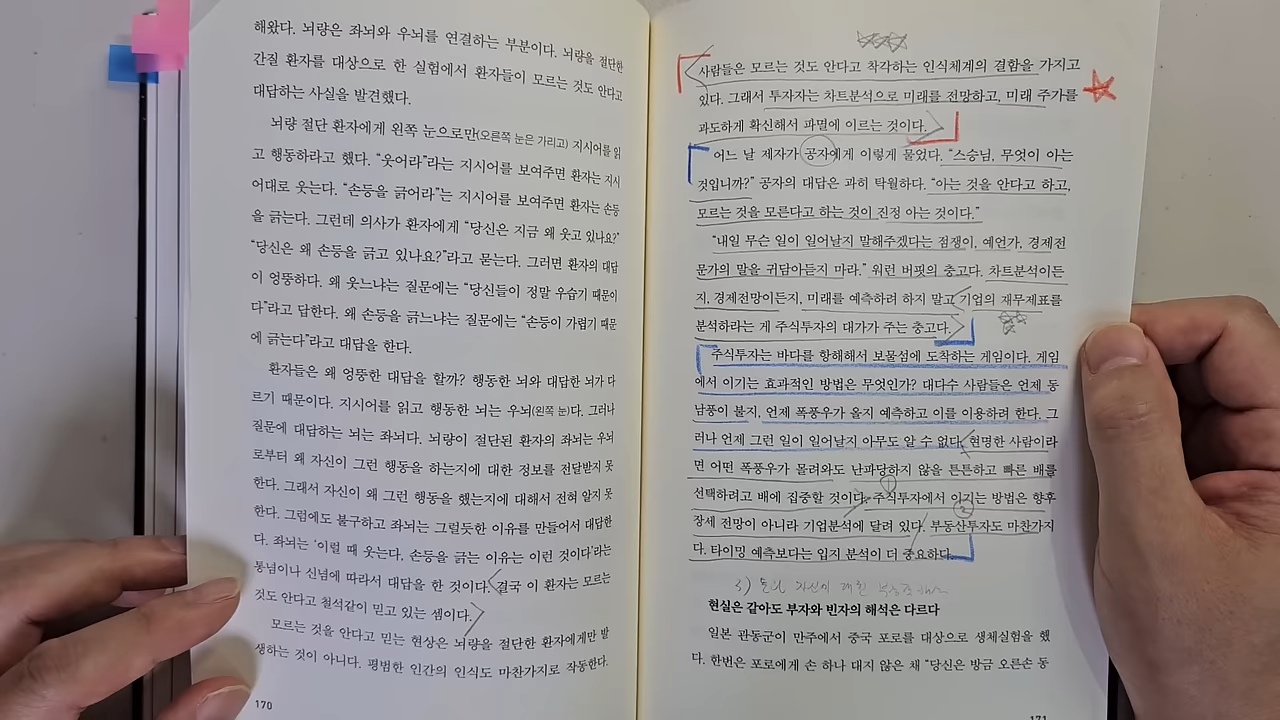 해왔다. 뇌량은 좌뇌와 우뇌를 연결하는 부분이다. 뇌량을 절단한
간질 환자를 대상으로 한 실험에서 환자들이 모르는 것도 안다고
대답하는 사실을 발견했다.
뇌량 절단 환자에게 왼쪽 눈으로만(오른쪽 눈은 가리고) 지시어를 읽
고 행동하라고 했다. “웃어라”라는 지시어를 보여주면 환자는 지시
어대로 웃는다. “손등을 긁어라”는 지시어를 보여주면 환자는 손등
을 긁는다. 그런데 의사가 환자에게 “당신은 지금 왜 웃고 있나요?”
“당신은 왜 손등을 긁고 있나요?”라고 묻는다. 그러면 환자의 대답
이 엉뚱하다. 왜 웃느냐는 질문에는 “당신들이 정말 우습기 때문이
다”라고 답한다. 왜 손등을 긁느냐는 질문에는 “손등이 가렵기 때문
에 긁는다”라고 대답을 한다.
환자들은 왜 엉뚱한 대답을 할까? 행동한 뇌와 대답한 뇌가 다
르기 때문이다. 지시어를 읽고 행동한 뇌는 우뇌(왼쪽 눈)다. 그러나
질문에 대답하는 뇌는 좌뇌다. 뇌량이 절단된 환자의 좌뇌는 우뇌
로부터 왜 자신이 그런 행동을 하는지에 대한 정보를 전달받지 못
한다. 그래서 자신이 왜 그런 행동을 했는지에 대해서 전혀 알지 못
한다. 그럼에도 불구하고 좌뇌는 그럴듯한 이유를 만들어서 대답한
다. 좌뇌는 ‘이럴 때 웃는다, 손등을 긁는 이유는 이런 것이다’라는
통념이나 신념에 따라서 대답을 한 것이다. 결국 이 환자는 모르는
것도 안다고 철석같이 믿고 있는 셈이다.
모르는 것을 안다고 믿는 현상은 뇌량을 절단한 환자에게만 발
생하는 것이 아니다. 평범한 인간의 인식도 마찬가지로 작동한다.
170
사람들은 모르는 것도 안다고 착각하는 인식체계의 결함을 가지고
있다. 그래서 투자자는 차트분석으로 미래를 전망하고, 미래 주가를
과도하게 확신해서 파멸에 이르는 것이다.
어느 날 제자가 공자에게 이렇게 물었다. “스승님, 무엇이 아는
것입니까?” 공자의 대답은 과히 탁월하다. “아는 것을 안다고 하고,
모르는 것을 모른다고 하는 것이 진정 아는 것이다.”
“내일 무슨 일이 일어날지 말해주겠다는 점쟁이, 예언가, 경제전
문가의 말을 귀담아듣지 마라.” 워런 버핏의 충고다. 차트분석이든
지, 경제전망이든지, 미래를 예측하려 하지 말고 기업의 재무제표를
분석하라는 게 주식투자의 대가가 주는 충고다.
주식투자는 바다를 항해해서 보물섬에 도착하는 게임이다. 게임
에서 이기는 효과적인 방법은 무엇인가? 대다수 사람들은 언제 동
남풍이 불지, 언제 폭풍우가 올지 예측하고 이를 이용하려 한다. 그
러나 언제 그런 일이 일어날지 아무도 알 수 없다. 현명한 사람이라
면 어떤 폭풍우가 몰려와도 난파당하지 않을 튼튼하고 빠른 배를
선택하려고 배에 집중할 것이다. 주식투자에서 이기는 방법은 향후
장세 전망이 아니라 기업분석에 달려 있다. 부동산투자도 마찬가지
다. 타이밍 예측보다는 입지 분석이 더 중요하다.
현실은 같아도 부자와 빈자의 해석은 다르다
일본 관동군이 만주에서 중국 포로를 대상으로 생체실험을 했
다. 한번은 포로에게 손 하나 대지 않은 채 “당신은 방금 오른손 동
171